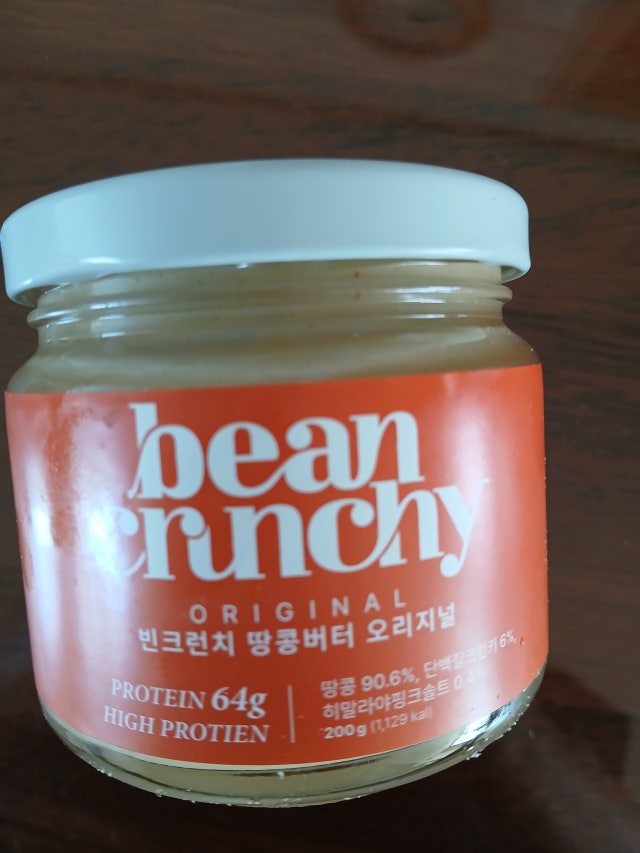 bean
crunchy
ORIGINAL
빈크런치 땅콩버터 오리지널
PROTEIN 64g
HIGH PROTIEN
땅콩 90.6%, 단백질크런키 6%,
히말라야핑크솔트
200g (1,129 kal)